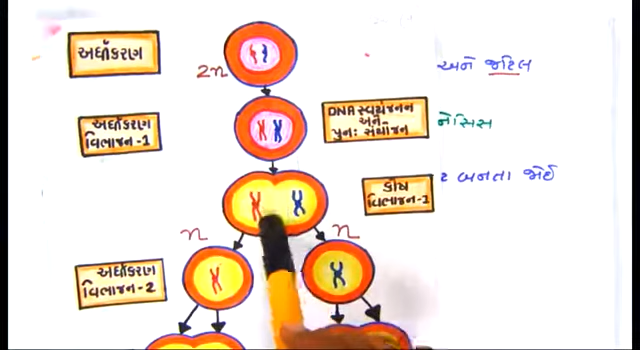 અર્ધીકરણ
2n
અને જટિલ
અર્ધીકરણ
વિભાજન-1
DNA સ્વયંજનન
અને
પુનઃ સંયોજન
નેસિસ
કોષ
વિભાજન-1
બનતા જોઈ
n
n
અર્ધીકરણ
વિભાજન-2